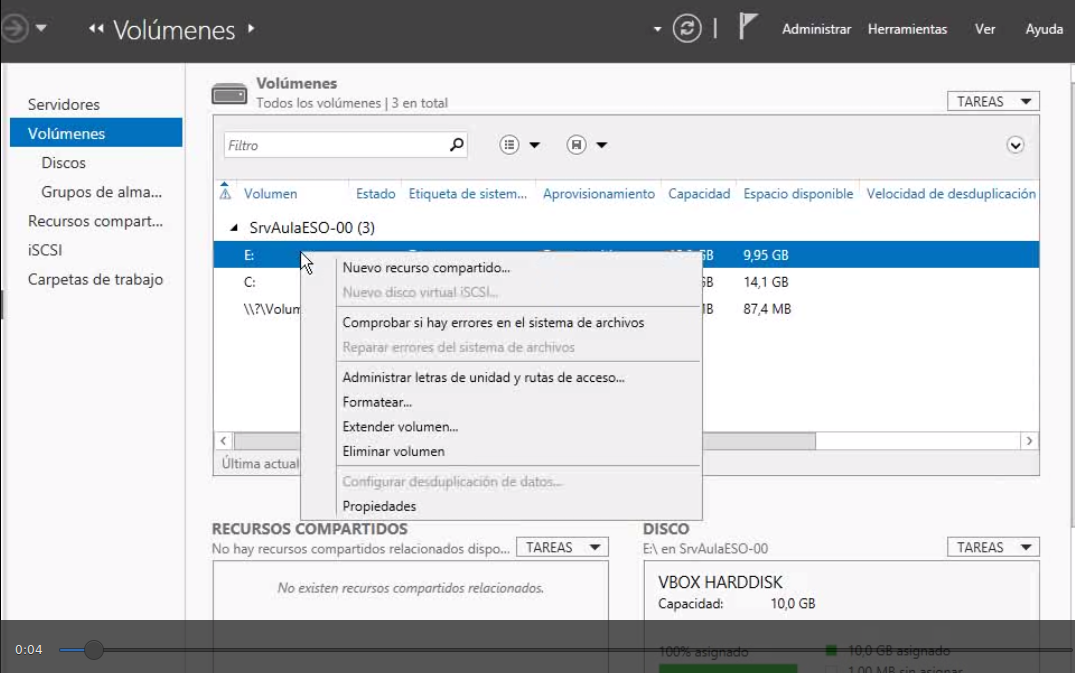 Volúmenes
Administrar Herramientas Ver Ayuda
Servidores
Volúmenes
Discos
Grupos de alma...
Recursos compart...
iSCSI
Carpetas de trabajo
Volúmenes
Todos los volúmenes | 3 en total
TAREAS
Filtro
Volumen Estado Etiqueta de sistem... Aprovisionamiento Capacidad Espacio disponible Velocidad de desduplicación
SrvAulaESO-00 (3)
E: GB 9,95 GB
C: 14,1 GB
\\?\Volum 87,4 MB
Última actual
Nuevo recurso compartido...
Nuevo disco virtual iSCSI...
Comprobar si hay errores en el sistema de archivos
Reparar errores del sistema de archivos
Administrar letras de unidad y rutas de acceso...
Formatear...
Extender volumen...
Eliminar volumen
Configurar desduplicación de datos...
Propiedades
RECURSOS COMPARTIDOS
No hay recursos compartidos relacionados dispo...
TAREAS
No existen recursos compartidos relacionados.
DISCO
E:\ en SrvAulaESO-00
TAREAS
VBOX HARDDISK
Capacidad: 10,0 GB
100% asignado
10,0 GB asignado
1,00 MB sin asignar
0:04